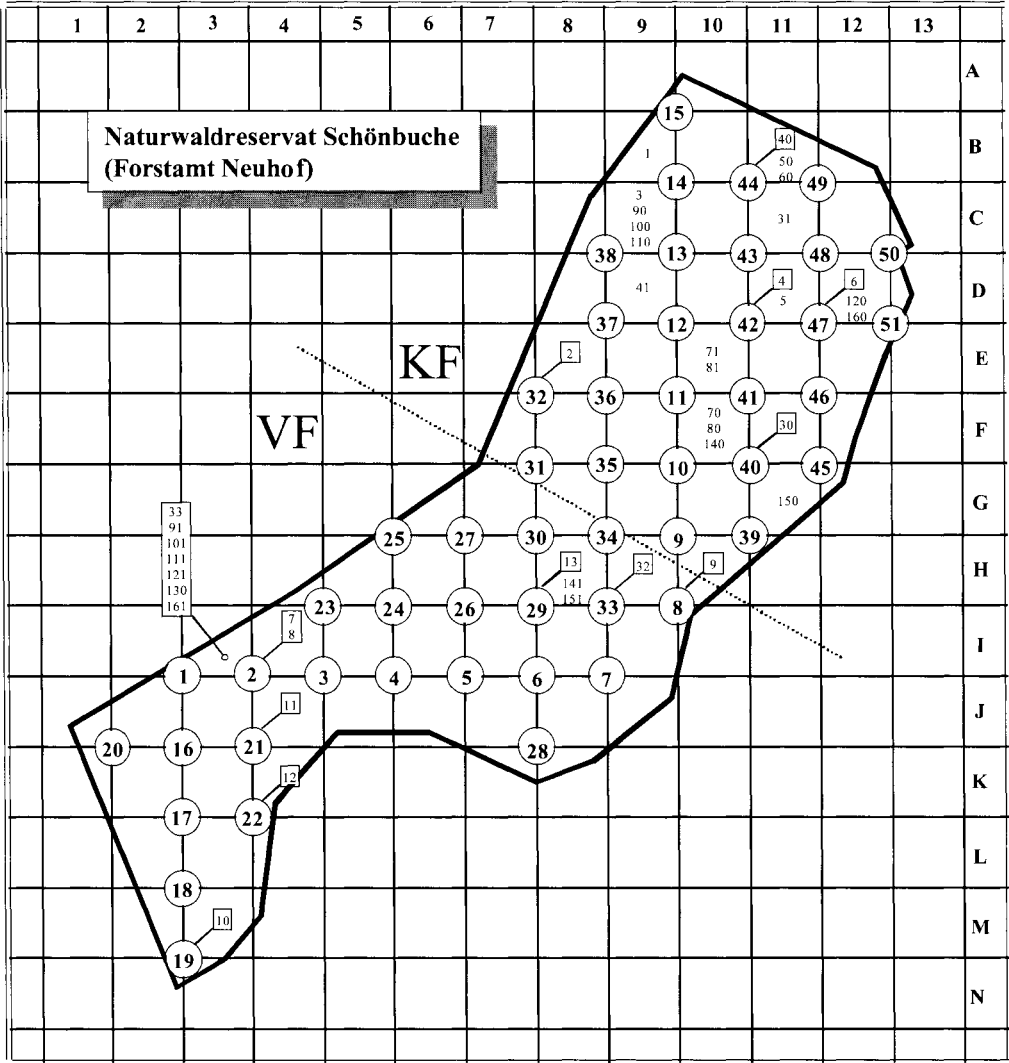 1 2 3 4 5 6 7 8 9 10 11 12 13
A
Naturwaldreservat Schönbuche
(Forstamt Neuhof)
15
B
40
1
50
60
14 44 49
C
3
90
100
110
31
38 13 43 48 50
D
41
4
5
6
120
160
37 12 42 47 51
E
KF
2
71
81
32 36 11 41 46
F
VF
70
80
140
30
31 35 10 40 45
G
150
33
91
101
111
121
130
161
25 27 30 34 9 39
H
13
141
151
32
9
23 24 26 29 33 8
I
7
8
1 2 3 4 5 6 7
J
11
20 16 21 28
K
12
17 22
L
18
M
10
19
N